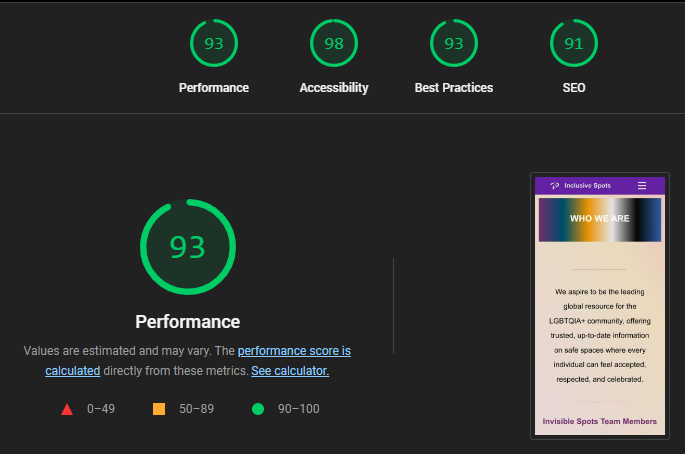 93
98
93
91
Performance
Accessibility
Best Practices
SEO
93
Performance
Values are estimated and may vary. The performance score is
calculated directly from these metrics. See calculator.
0–49
50–89
90–100
Inclusive Spots
WHO WE ARE
We aspire to be the leading
global resource for the
LGBTQIA+ community, offering
trusted, up-to-date information
on safe spaces where every
individual can feel accepted,
respected, and celebrated.
Invisible Spots Team Members